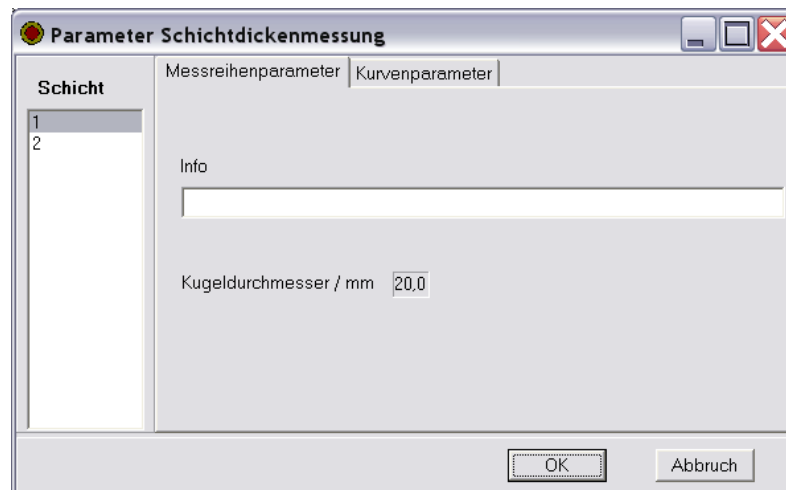 Parameter Schichtdickenmessung
Schicht
1
2
Messreihenparameter
Kurvenparameter
Info
Kugeldurchmesser / mm 20,0
OK
Abbruch